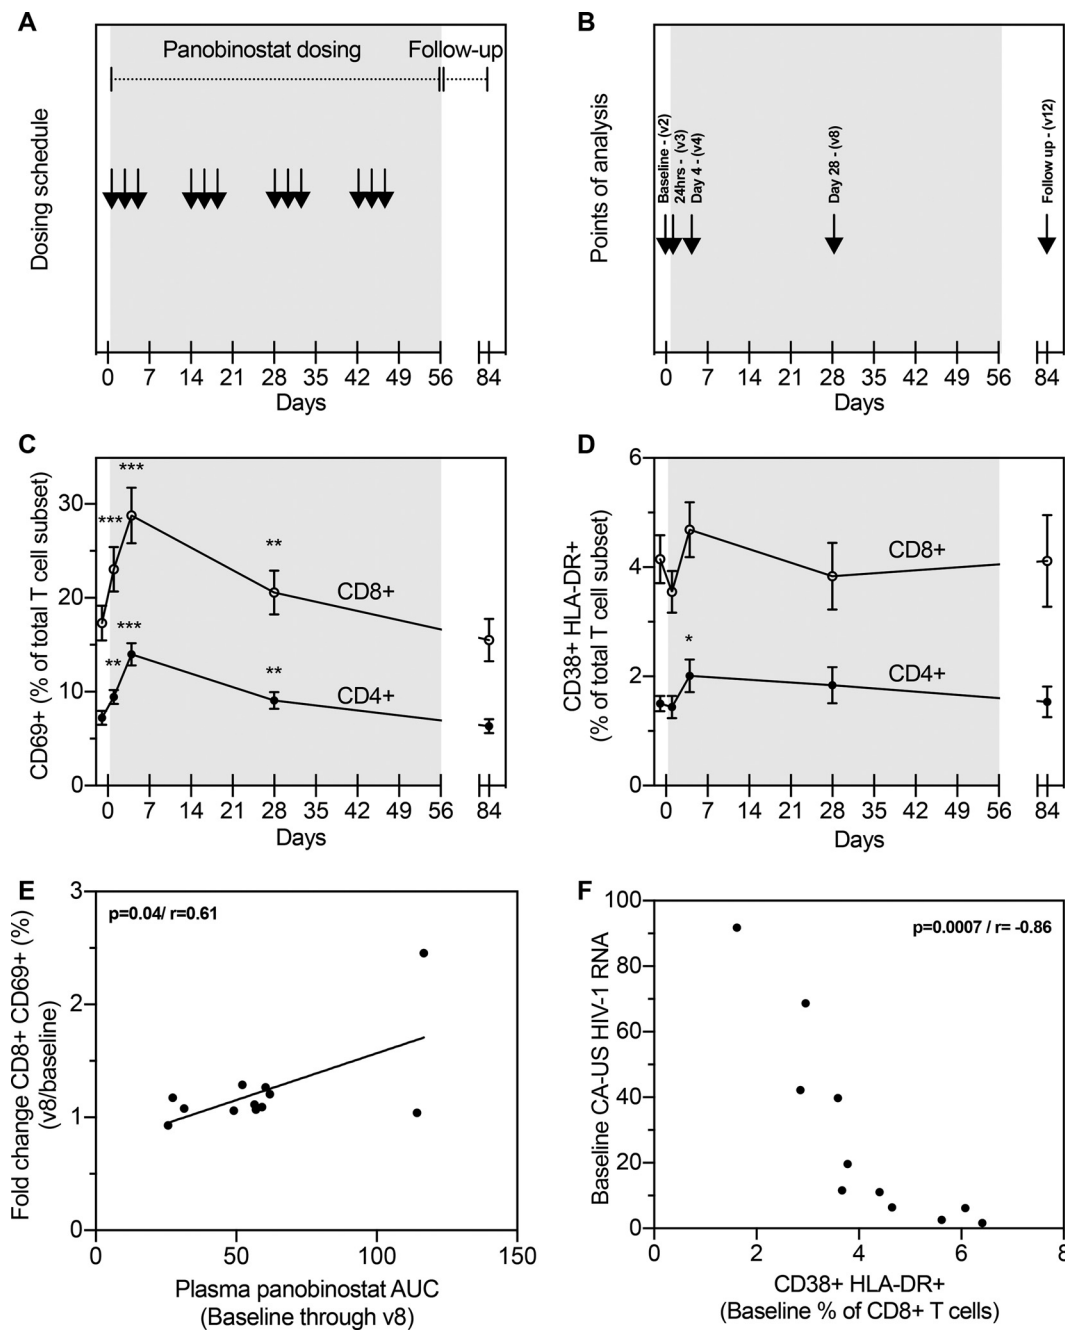 A
Panobinostat dosing
Follow-up
Dosing schedule
0 7 14 21 28 35 42 49 56 84
Days
B
Points of analysis
Baseline - (v2)
24hrs - (v3)
Day 4 - (v4)
Day 28 - (v8)
Follow up - (v12)
0 7 14 21 28 35 42 49 56 84
Days
C
CD69+ (% of total T cell subset)
30
20
10
0
***
***
**
CD8+
***
**
**
CD4+
0 7 14 21 28 35 42 49 56 84
Days
D
CD38+ HLA-DR+
(% of total T cell subset)
6
4
2
0
CD8+
*
CD4+
0 7 14 21 28 35 42 49 56 84
Days
E
Fold change CD8+ CD69+ (%)
(v8/baseline)
3
2
1
0
p=0.04/ r=0.61
0 50 100 150
Plasma panobinostat AUC
(Baseline through v8)
F
Baseline CA-US HIV-1 RNA
100
80
60
40
20
0
p=0.0007 / r= -0.86
0 2 4 6 8
CD38+ HLA-DR+
(Baseline % of CD8+ T cells)